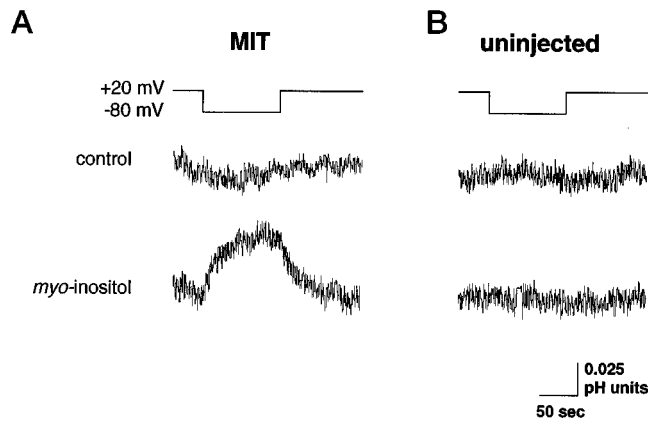 A
MIT
B
uninjected
+20 mV
-80 mV
control
myo-inositol
0.025
pH units
50 sec